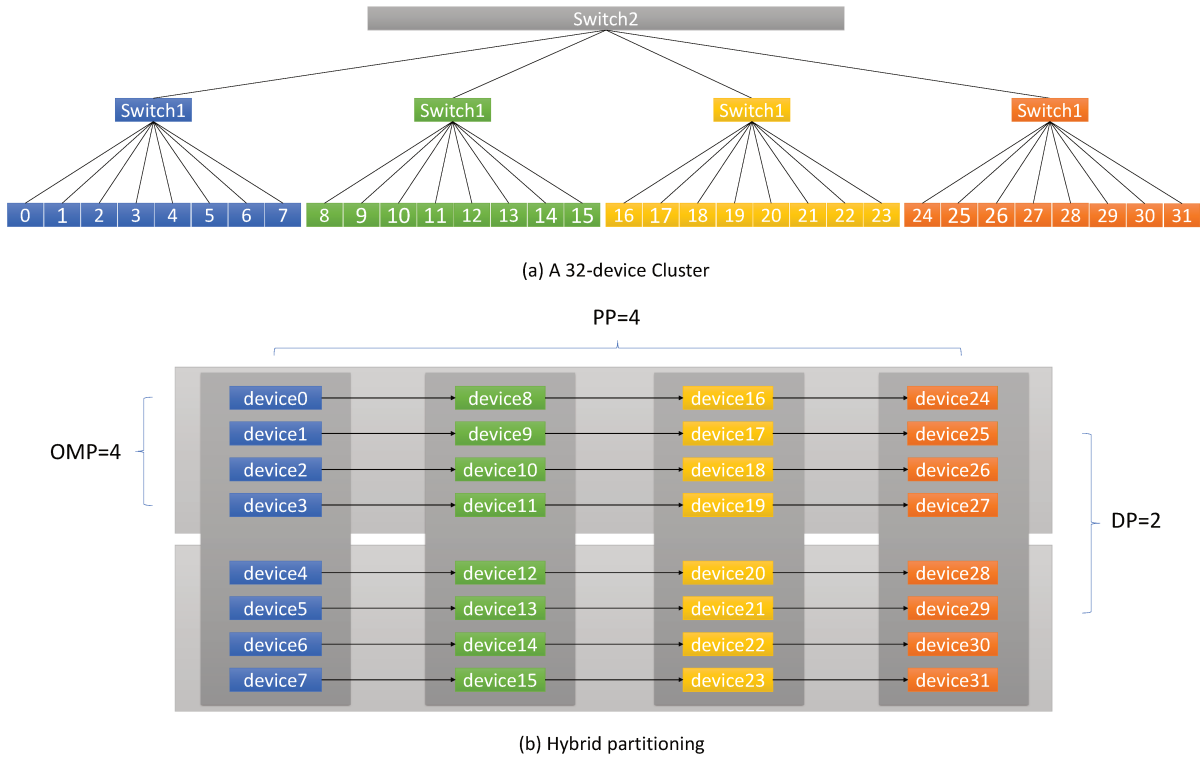 Switch2
Switch1 Switch1 Switch1 Switch1
0 1 2 3 4 5 6 7 8 9 10 11 12 13 14 15 16 17 18 19 20 21 22 23 24 25 26 27 28 29 30 31
(a) A 32-device Cluster
PP=4
device0 device8 device16 device24
device1 device9 device17 device25
OMP=4
device2 device10 device18 device26
device3 device11 device19 device27
DP=2
device4 device12 device20 device28
device5 device13 device21 device29
device6 device14 device22 device30
device7 device15 device23 device31
(b) Hybrid partitioning